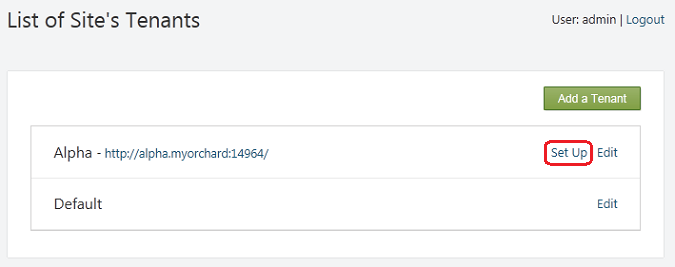 List of Site's Tenants
User: admin | Logout
Add a Tenant
Alpha - http://alpha.myorchard:14964/ Set Up Edit
Default Edit